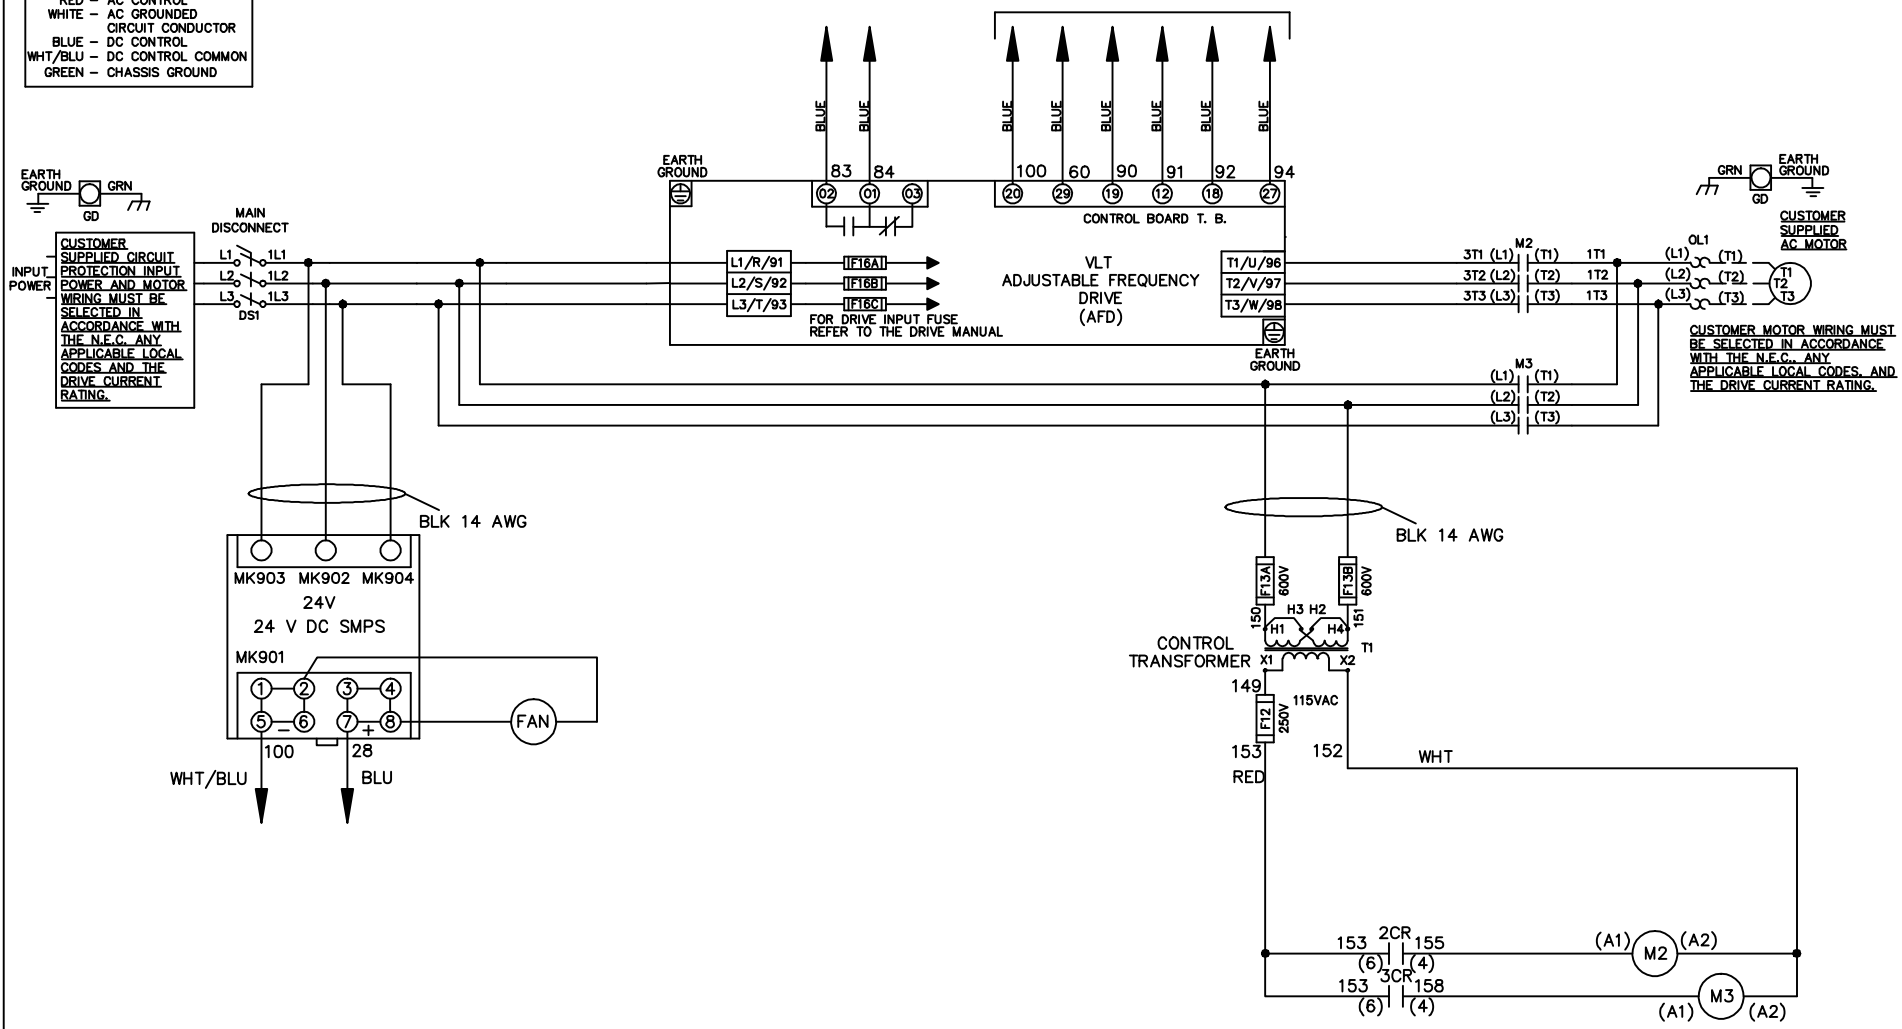 RED – AC CONTROL
WHITE – AC GROUNDED
CIRCUIT CONDUCTOR
BLUE – DC CONTROL
WHT/BLU – DC CONTROL COMMON
GREEN – CHASSIS GROUND
BLUE
BLUE
BLUE
BLUE
BLUE
BLUE
BLUE
BLUE
EARTH
GROUND
GRN
GD
MAIN
DISCONNECT
L1 1L1
L2 1L2
L3 1L3
DS1
INPUT
POWER
CUSTOMER
SUPPLIED CIRCUIT
PROTECTION INPUT
POWER AND MOTOR
WIRING MUST BE
SELECTED IN
ACCORDANCE WITH
THE N.E.C. ANY
APPLICABLE LOCAL
CODES AND THE
DRIVE CURRENT
RATING.
EARTH
GROUND
83 84
02 01 03
100 60 90 91 92 94
20 29 19 12 18 27
CONTROL BOARD T. B.
L1/R/91
L2/S/92
L3/T/93
F16A
F16B
F16C
FOR DRIVE INPUT FUSE
REFER TO THE DRIVE MANUAL
VLT
ADJUSTABLE FREQUENCY
DRIVE
(AFD)
T1/U/96
T2/V/97
T3/W/98
EARTH
GROUND
M2
3T1 (L1) (T1) 1T1
3T2 (L2) (T2) 1T2
3T3 (L3) (T3) 1T3
M3
(L1) (T1)
(L2) (T2)
(L3) (T3)
GRN
EARTH
GROUND
GD
CUSTOMER
SUPPLIED
AC MOTOR
OL1
(L1) (T1)
(L2) (T2)
(L3) (T3)
T1
T2
T3
CUSTOMER MOTOR WIRING MUST
BE SELECTED IN ACCORDANCE
WITH THE N.E.C., ANY
APPLICABLE LOCAL CODES, AND
THE DRIVE CURRENT RATING.
BLK 14 AWG
MK903 MK902 MK904
24V
24 V DC SMPS
MK901
1 2 3 4
5 6 7 8
– +
FAN
100 28
WHT/BLU BLU
BLK 14 AWG
F13A
600V
F13B
600V
150
151
H3 H2
H1 H4
T1
CONTROL
TRANSFORMER
X1 X2
149
115VAC
F12
250V
153 152
RED
WHT
2CR
153 155
(6) (4)
(A1) M2 (A2)
3CR
153 158
(6) (4)
(A1) M3 (A2)